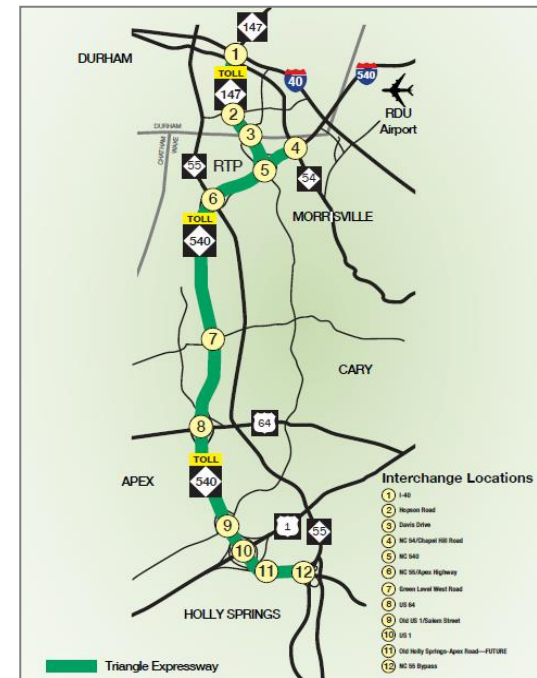 147
DURHAM
1
TOLL
147
40
540
RDU
Airport
2
DURHAM
3
CHATHAM
WAKE
4
55
RTP
5
54
6
MORRISVILLE
TOLL
540
7
CARY
8
64
TOLL
APEX
540
9
1
55
10
11
12
HOLLY SPRINGS
Interchange Locations
1 I-40
2 Hopson Road
3 Davis Drive
4 NC 54/Chapel Hill Road
5 NC 540
6 NC 55/Apex Highway
7 Green Level West Road
8 US 64
9 Old US 1/Salem Street
10 US 1
11 Old Holly Springs-Apex Road—FUTURE
12 NC 55 Bypass
Triangle Expressway